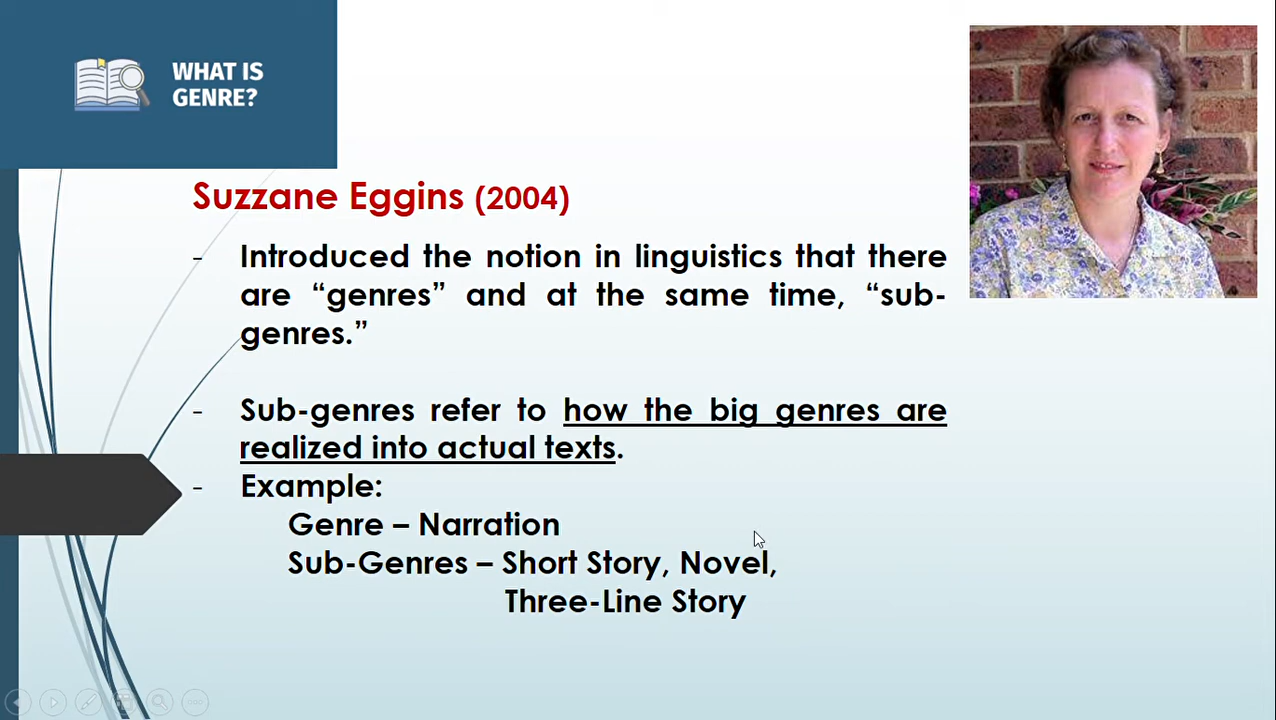 WHAT IS
GENRE?
Suzzane Eggins (2004)
- Introduced the notion in linguistics that there
are “genres” and at the same time, “sub-
genres.”
- Sub-genres refer to how the big genres are
realized into actual texts.
- Example:
Genre – Narration
Sub-Genres – Short Story, Novel,
Three-Line Story